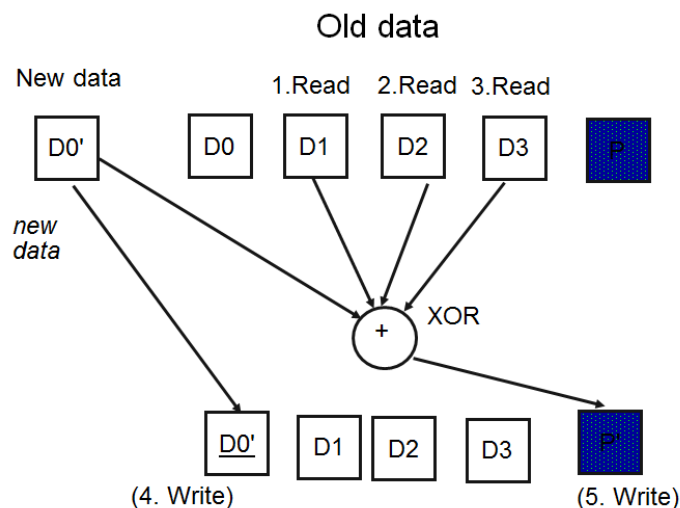 Old data
New data
1.Read 2.Read 3.Read
D0' D0 D1 D2 D3 P
new
data
+ XOR
D0' D1 D2 D3 P'
(4. Write) (5. Write)